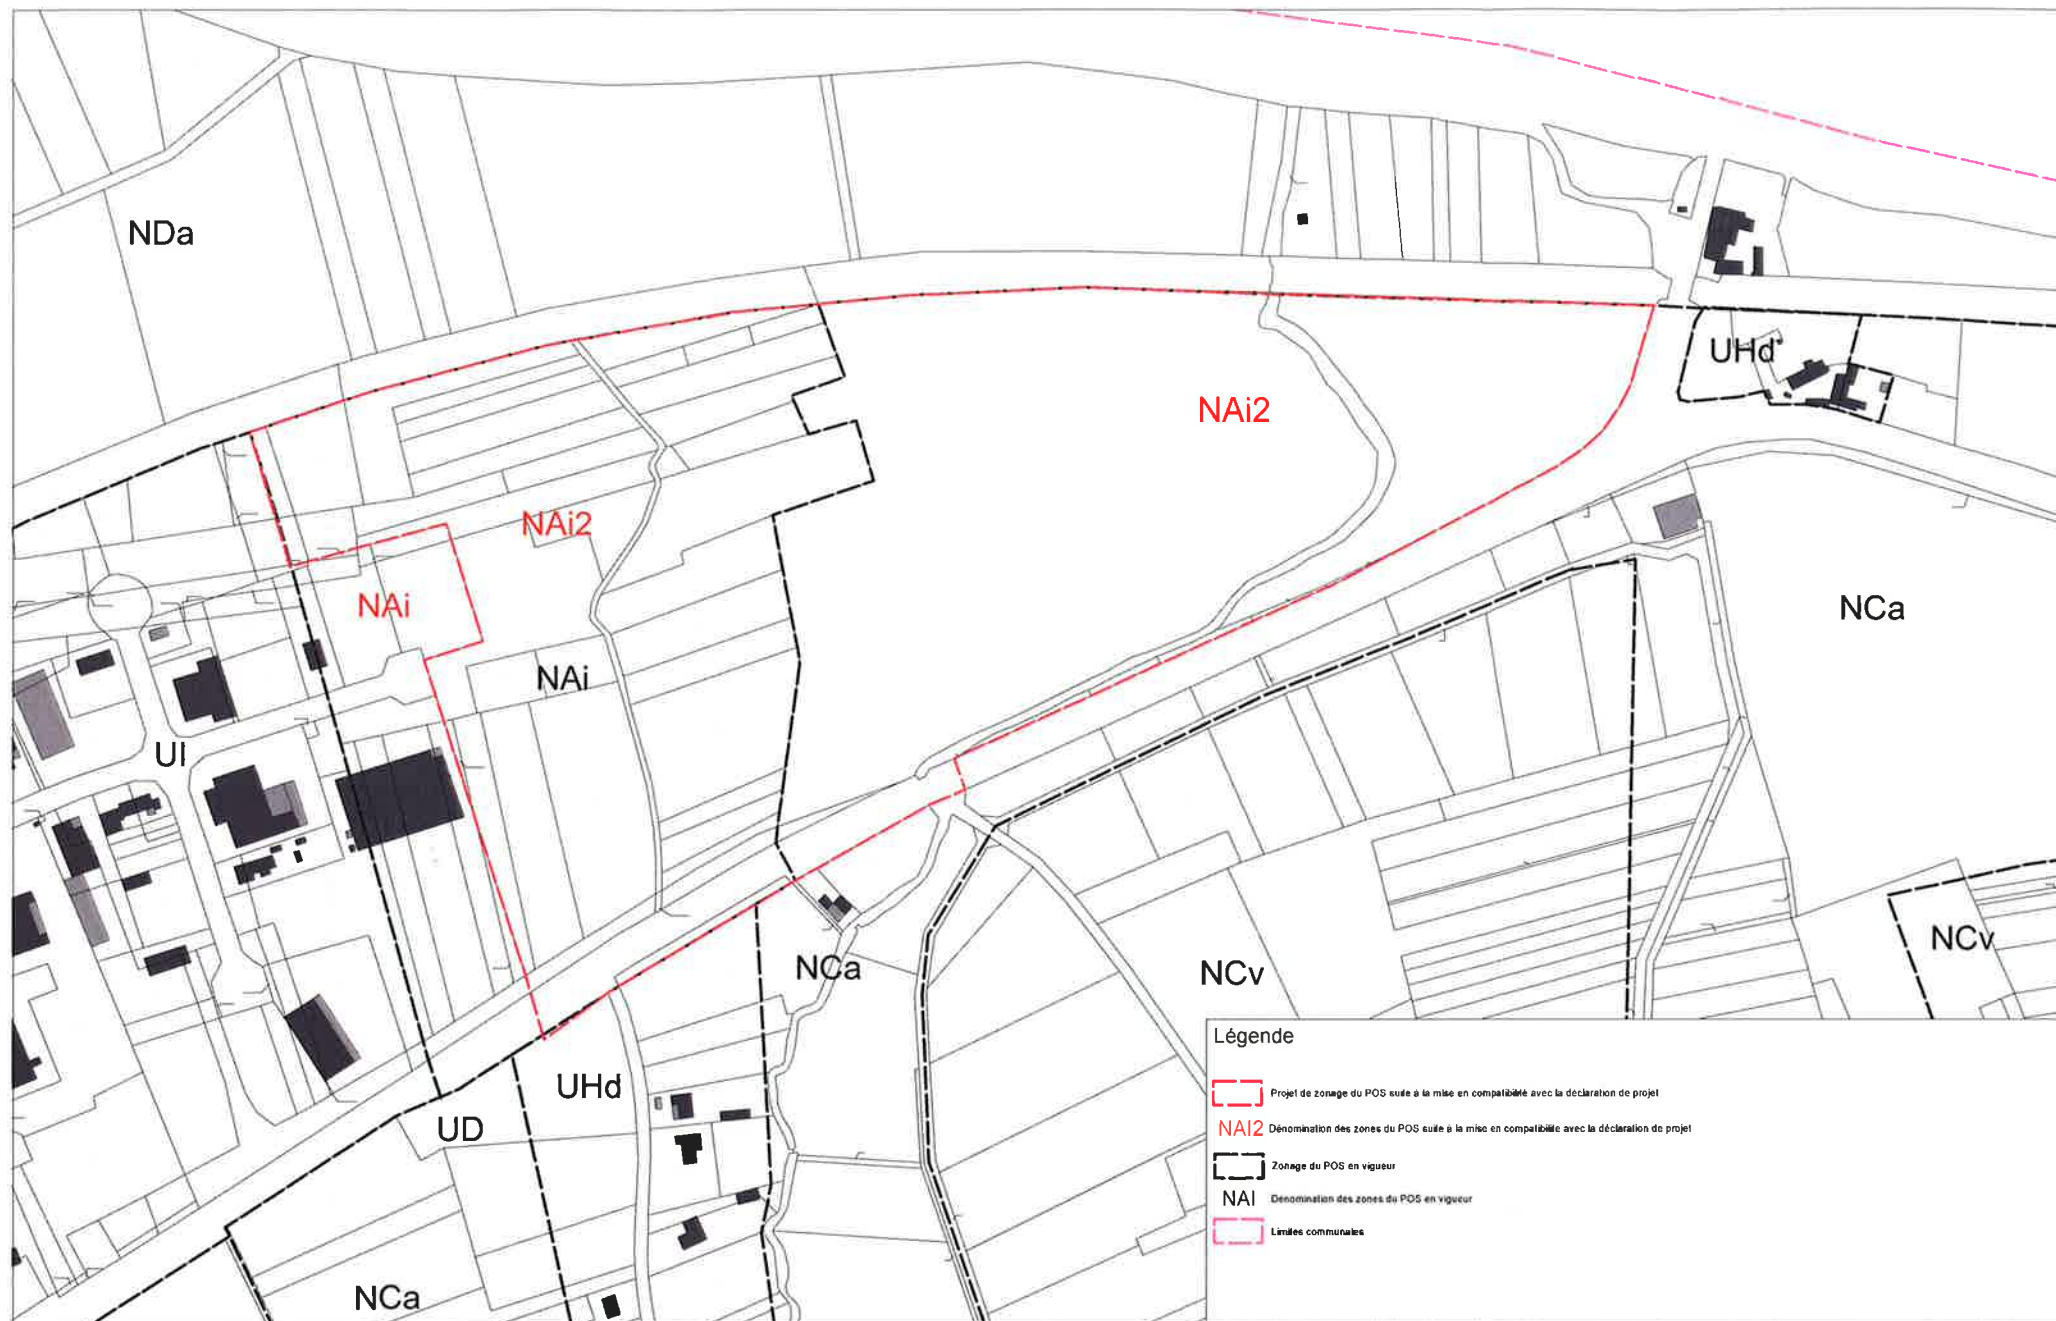 NDa
UHd
NAi2
NAi2
NAi
NCa
NAi
UI
NCv
NCa
NCv
UHd
UD
NCa
Légende
Projet de zonage du POS suite à la mise en compatibilité avec la déclaration de projet
NAI2 Dénomination des zones du POS suite à la mise en compatibilité avec la déclaration de projet
Zonage du POS en vigueur
NAI Dénomination des zones du POS en vigueur
Limites communales